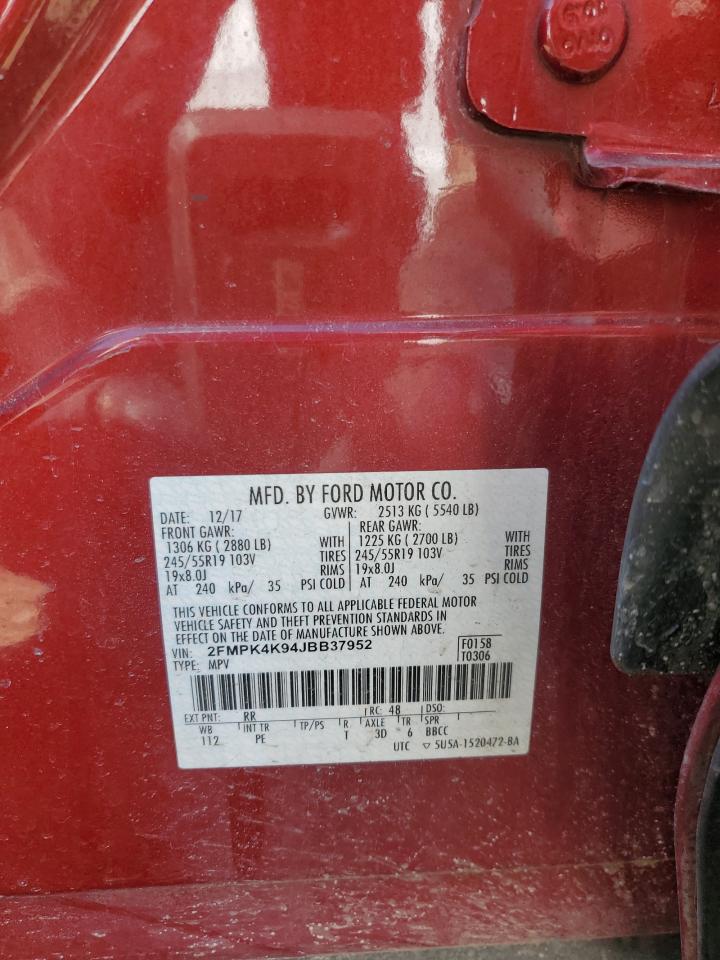 MFD. BY FORD MOTOR CO.
DATE: 12/17 GVWR: 2513 KG ( 5540 LB)
FRONT GAWR: REAR GAWR:
1306 KG ( 2880 LB) WITH 1225 KG ( 2700 LB) WITH
245/55R19 103V TIRES 245/55R19 103V TIRES
19x8.0J RIMS 19x8.0J RIMS
AT 240 kPa/ 35 PSI COLD AT 240 kPa/ 35 PSI COLD
THIS VEHICLE CONFORMS TO ALL APPLICABLE FEDERAL MOTOR
VEHICLE SAFETY AND THEFT PREVENTION STANDARDS IN
EFFECT ON THE DATE OF MANUFACTURE SHOWN ABOVE.
VIN: 2FMPK4K94JBB37952 F0158
TYPE: MPV T0306
EXT PNT: RR RC: 48 DSO:
WB INT TR TP/PS R AXLE TR SPR
112 PE T 3D 6 BBCC
UTC ▽ 5U5A-1520472-BA